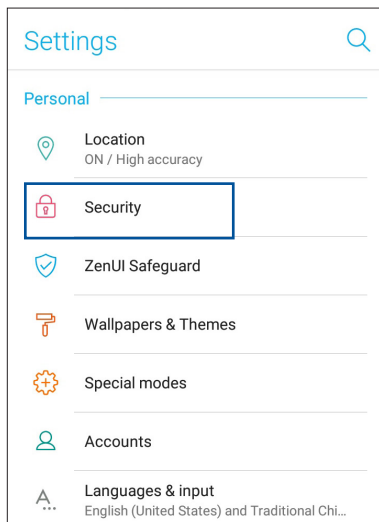 Settings
Personal
Location
ON / High accuracy
Security
ZenUI Safeguard
Wallpapers & Themes
Special modes
Accounts
A
Languages & input
English (United States) and Traditional Chi...